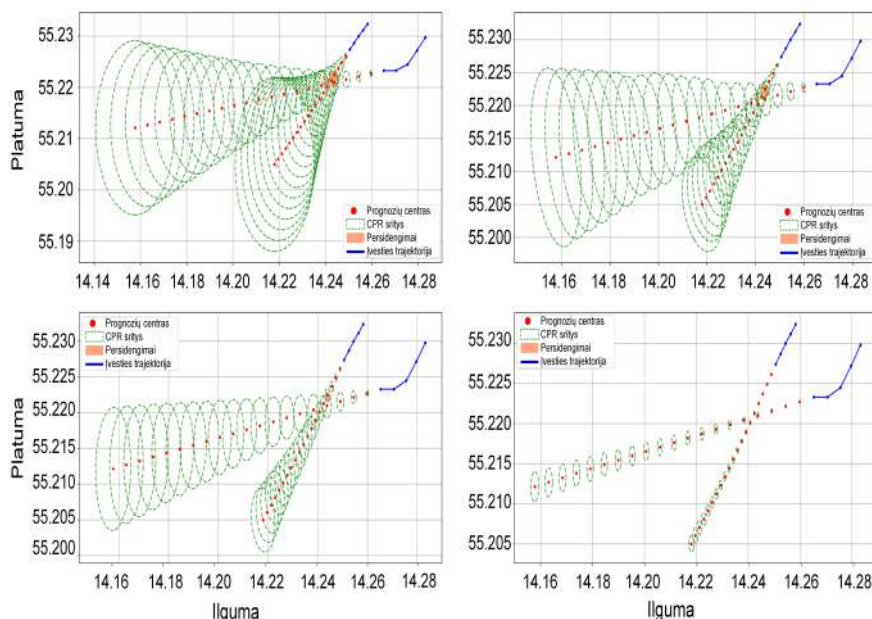 Platuma
55.23
55.22
55.21
55.20
55.19
14.14 14.16 14.18 14.20 14.22 14.24 14.26 14.28
Prognozių centras
CPR sritys
Persidengimai
Įvesties trajektorija
55.230
55.225
55.220
55.215
55.210
55.205
55.200
14.16 14.18 14.20 14.22 14.24 14.26 14.28
Prognozių centras
CPR sritys
Persidengimai
Įvesties trajektorija
Platuma
55.230
55.225
55.220
55.215
55.210
55.205
55.200
14.16 14.18 14.20 14.22 14.24 14.26 14.28
Prognozių centras
CPR sritys
Persidengimai
Įvesties trajektorija
Ilguma
55.230
55.225
55.220
55.215
55.210
55.205
14.16 14.18 14.20 14.22 14.24 14.26 14.28
Prognozių centras
CPR sritys
Persidengimai
Įvesties trajektorija
Ilguma